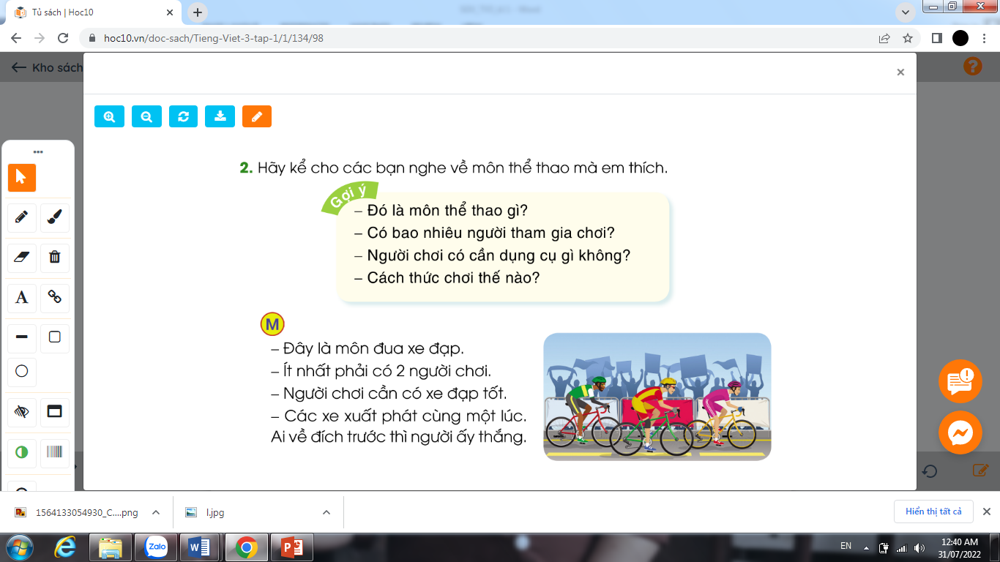 Tủ sách | Hoc10
hoc10.vn/doc-sach/Tieng-Viet-3-tap-1/1/134/98
Kho sách
2. Hãy kể cho các bạn nghe về môn thể thao mà em thích.
Gợi ý
– Đó là môn thể thao gì?
– Có bao nhiêu người tham gia chơi?
– Người chơi có cần dụng cụ gì không?
– Cách thức chơi thế nào?
M
– Đây là môn đua xe đạp.
– Ít nhất phải có 2 người chơi.
– Người chơi cần có xe đạp tốt.
– Các xe xuất phát cùng một lúc.
Ai về đích trước thì người ấy thắng.
A
1564133054930_C....png
l.jpg
Hiển thị tất cả
Zalo
EN
12:40 AM
31/07/2022